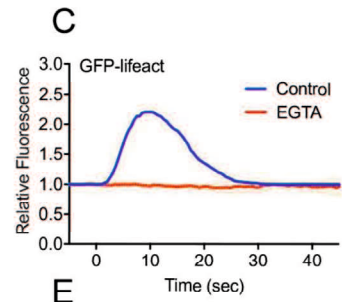 C
GFP-lifeact
Control
EGTA
Relative Fluorescence
3.0
2.5
2.0
1.5
1.0
0.5
0.0
0 10 20 30 40
Time (sec)
E